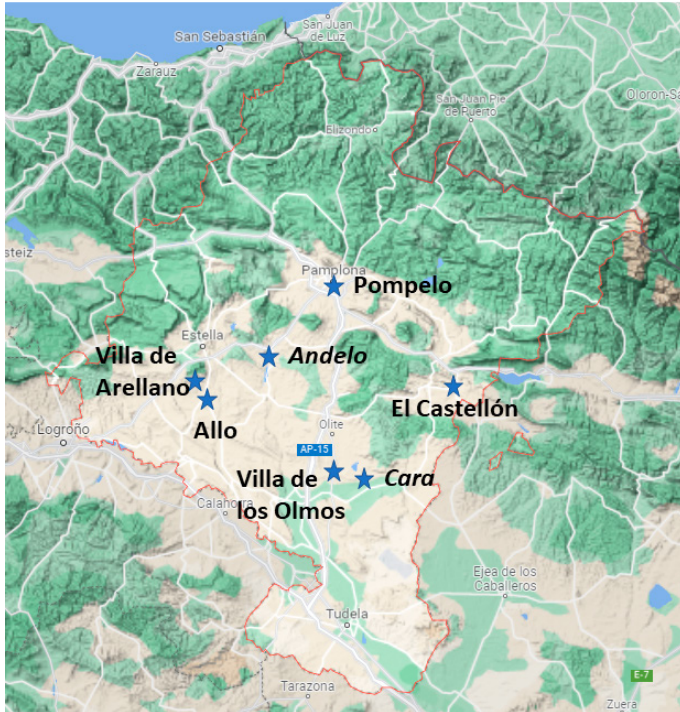 San Juan
de Luz
San Sebastián
Zarauz
Elizondo
San Juan Pie
de Puerto
Oloron-Sa
steiz
Pamplona
Pompelo
Estella
Andelo
Villa de
Arellano
Allo
El Castellón
Logroño
Olite
AP-15
Villa de
los Olmos
Cara
Calahorra
Ejea de los
Caballeros
Tudela
Tarazona
E-7
Zuera